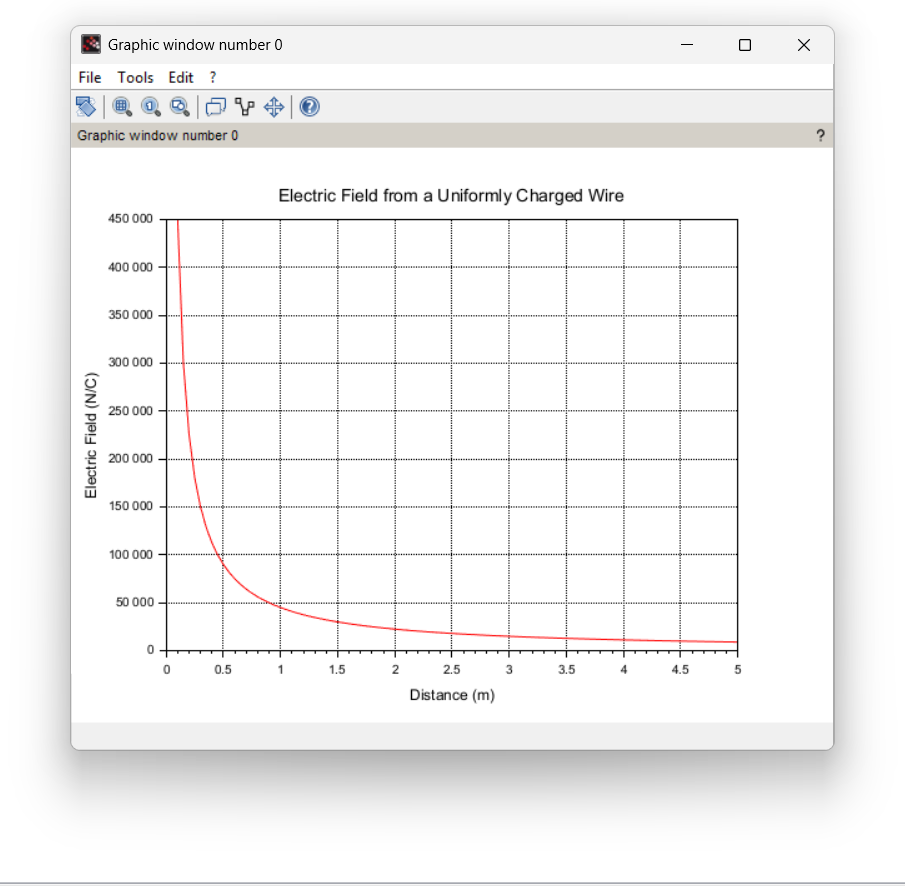 Graphic window number 0
File Tools Edit ?
Graphic window number 0 ?
Electric Field from a Uniformly Charged Wire
450 000
400 000
350 000
300 000
250 000
200 000
150 000
100 000
50 000
0
Electric Field (N/C)
0 0.5 1 1.5 2 2.5 3 3.5 4 4.5 5
Distance (m)